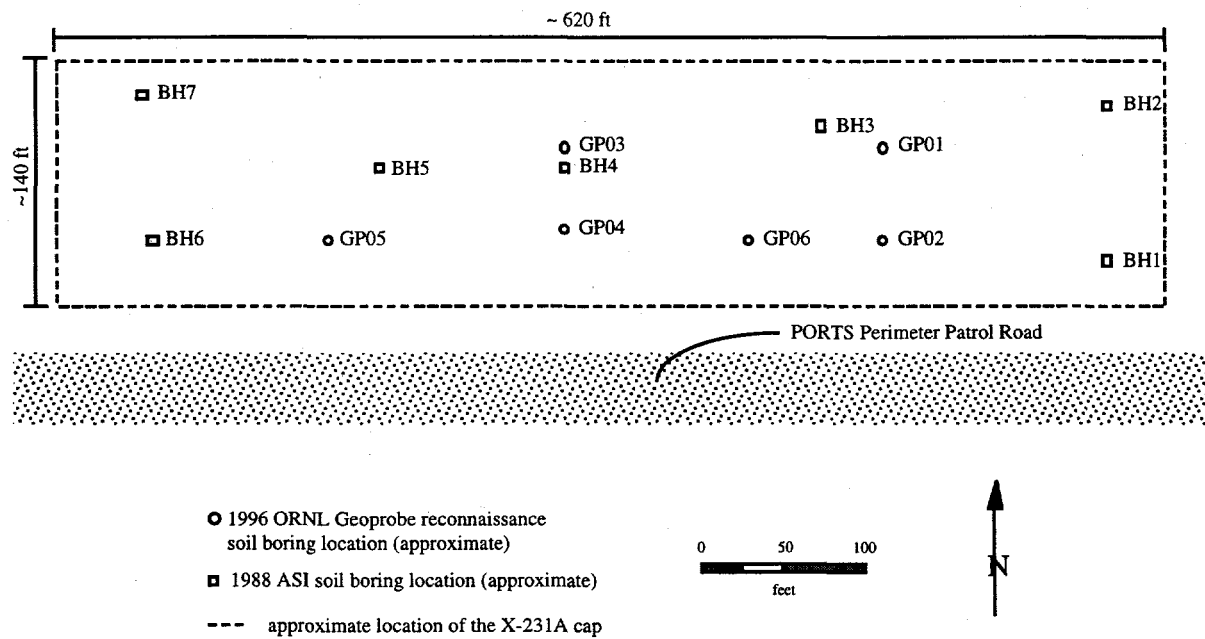 ~ 620 ft
~140 ft
BH7
BH2
BH3
GP03
GP01
BH5
BH4
GP04
BH6
GP05
GP06
GP02
BH1
PORTS Perimeter Patrol Road
1996 ORNL Geoprobe reconnaissance
soil boring location (approximate)
1988 ASI soil boring location (approximate)
approximate location of the X-231A cap
0 50 100
feet
N